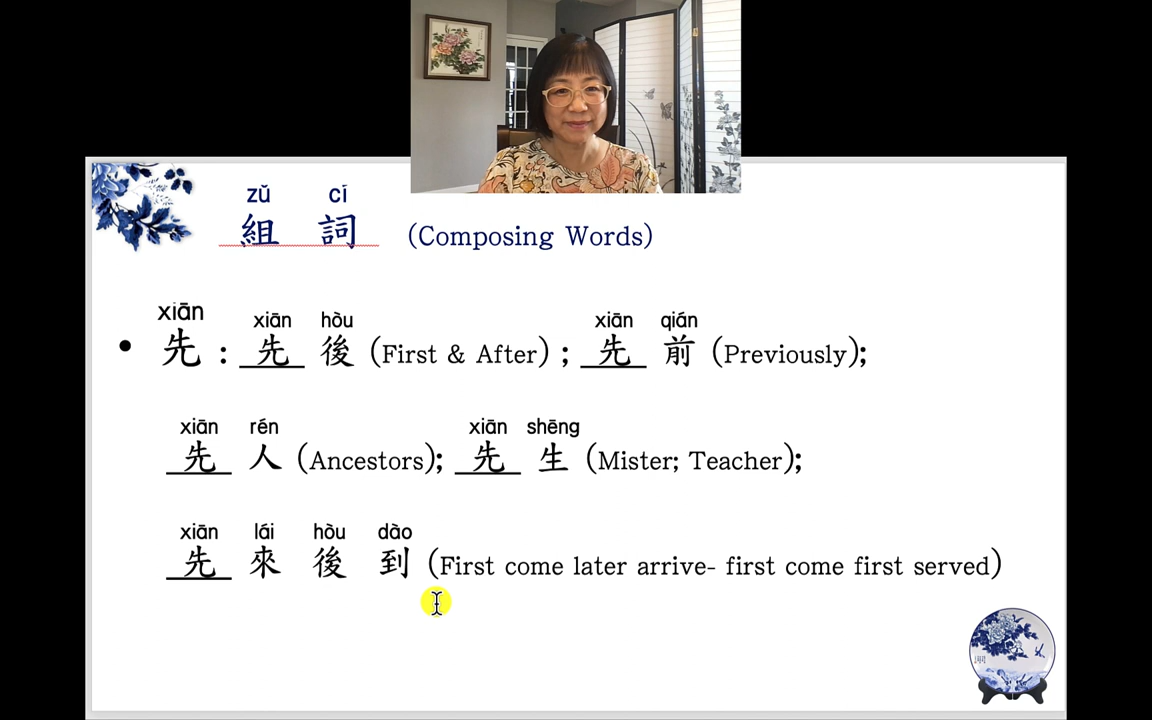 zǔ cí
組 詞 (Composing Words)
xiān xiān hòu xiān qián
• 先 : 先 後 (First & After) ; 先 前 (Previously);
xiān rén xiān shēng
先 人 (Ancestors); 先 生 (Mister; Teacher);
xiān lái hòu dào
先 來 後 到 (First come later arrive- first come first served)